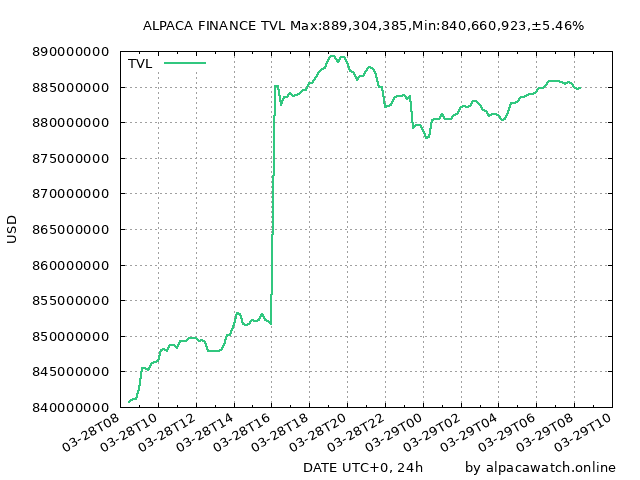 ALPACA FINANCE TVL Max:889,304,385,Min:840,660,923,±5.46%
TVL
890000000
885000000
880000000
875000000
870000000
865000000
860000000
855000000
850000000
845000000
840000000
USD
03-28T08
03-28T10
03-28T12
03-28T14
03-28T16
03-28T18
03-28T20
03-28T22
03-29T00
03-29T02
03-29T04
03-29T06
03-29T08
03-29T10
DATE UTC+0, 24h
by alpacawatch.online